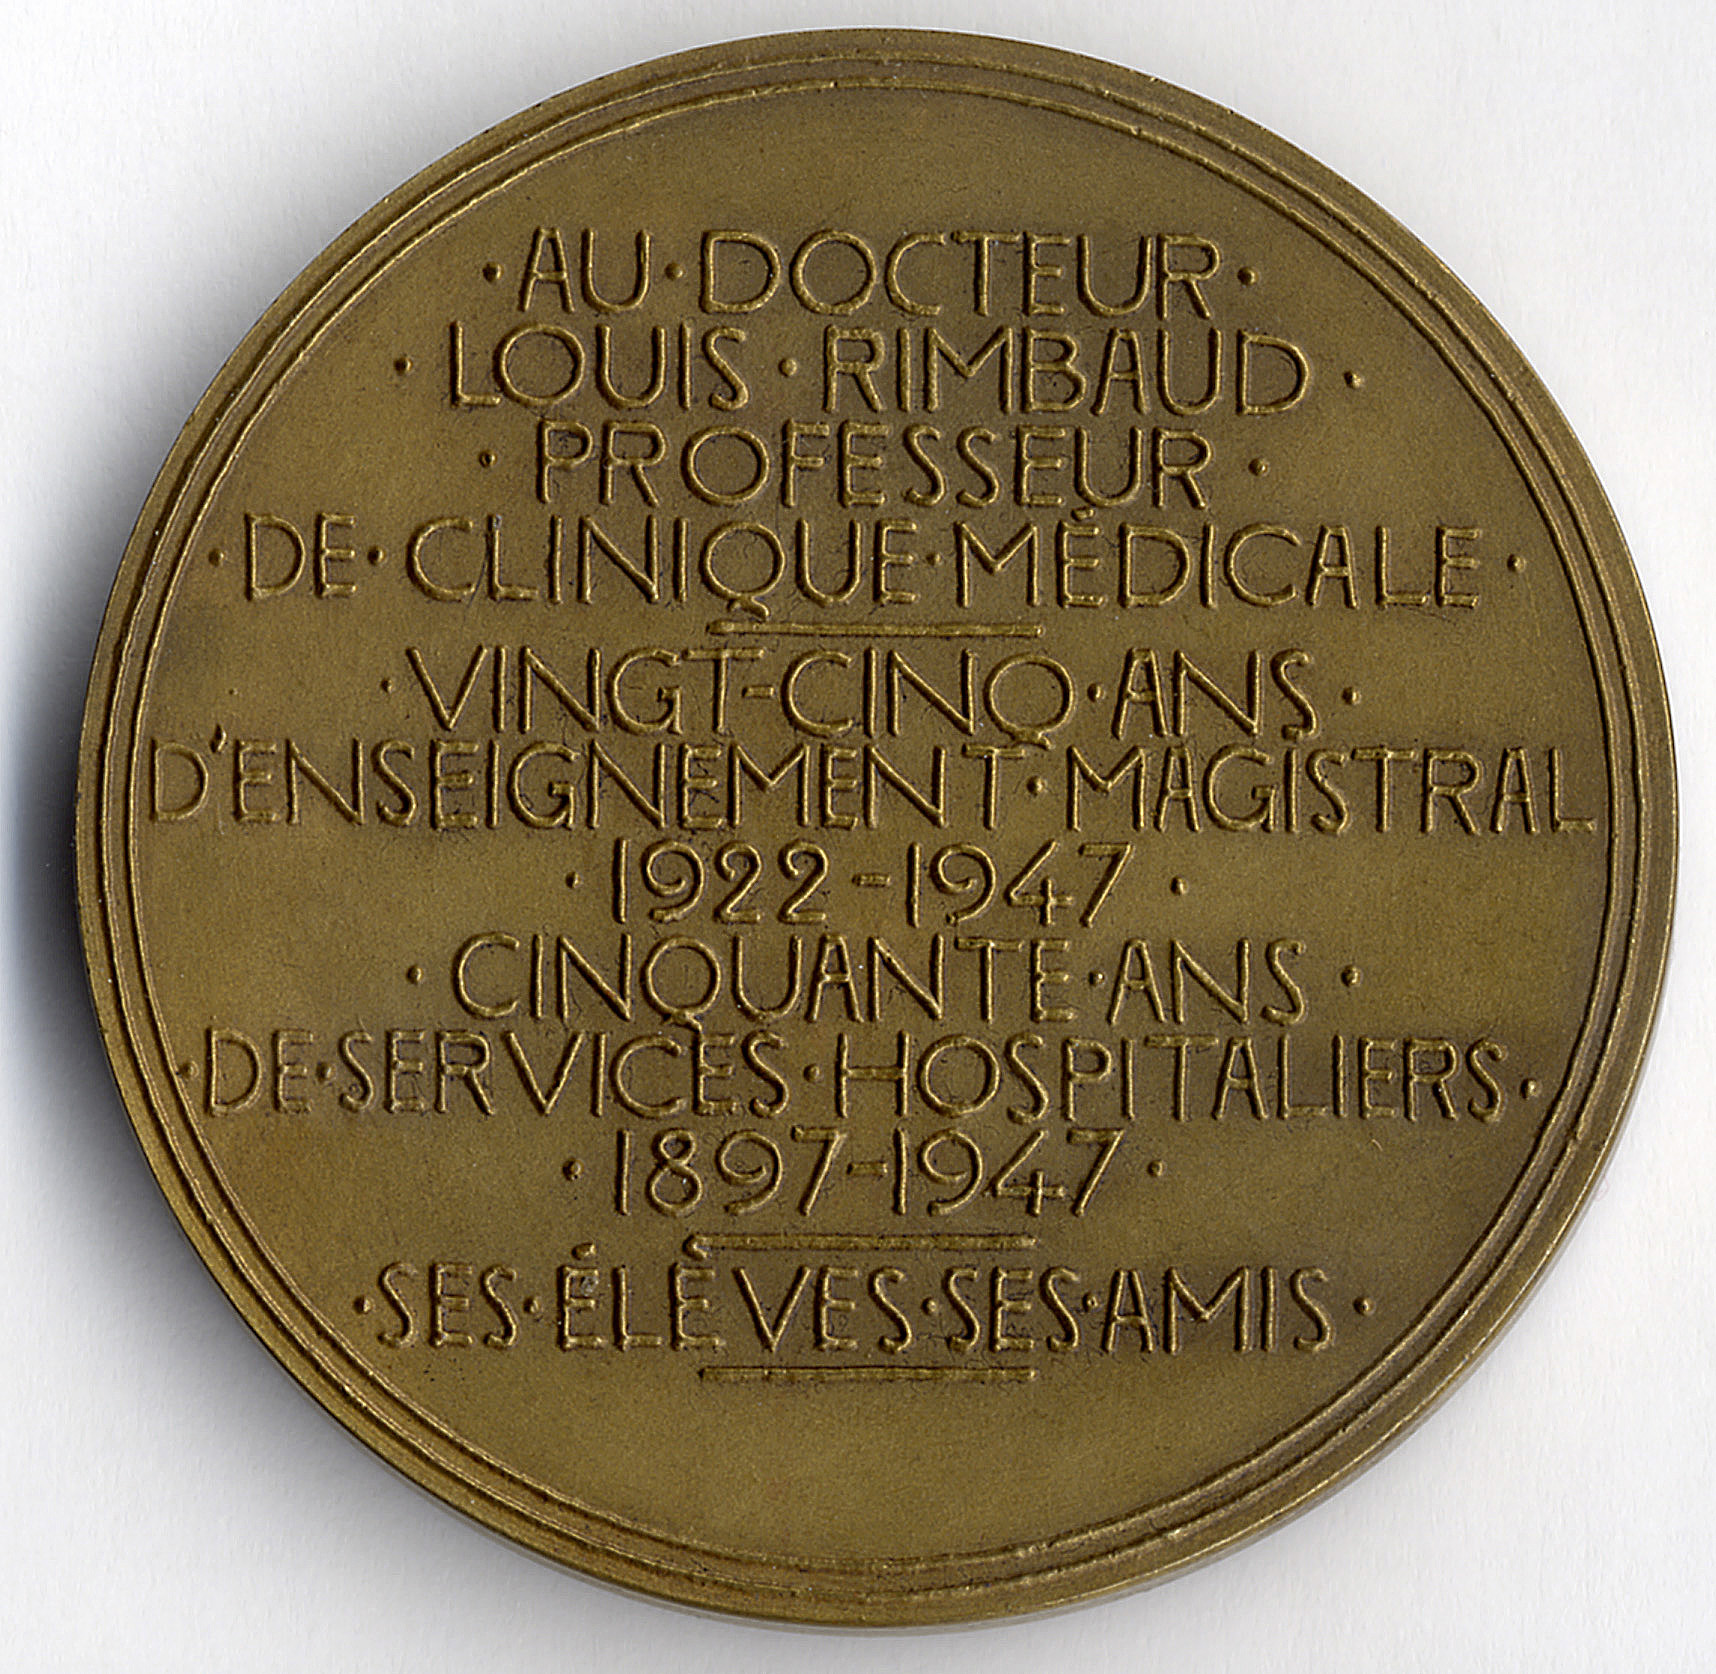 ·AU·DOCTEUR·
·LOUIS·RIMBAUD·
·PROFESSEUR·
·DE·CLINIQUE·MÉDICALE·
·VINGT-CINQ·ANS·
D'ENSEIGNEMENT·MAGISTRAL
·1922-1947·
·CINQUANTE·ANS·
·DE·SERVICES·HOSPITALIERS·
·1897-1947·
·SES·ÉLÈVES·SES·AMIS·